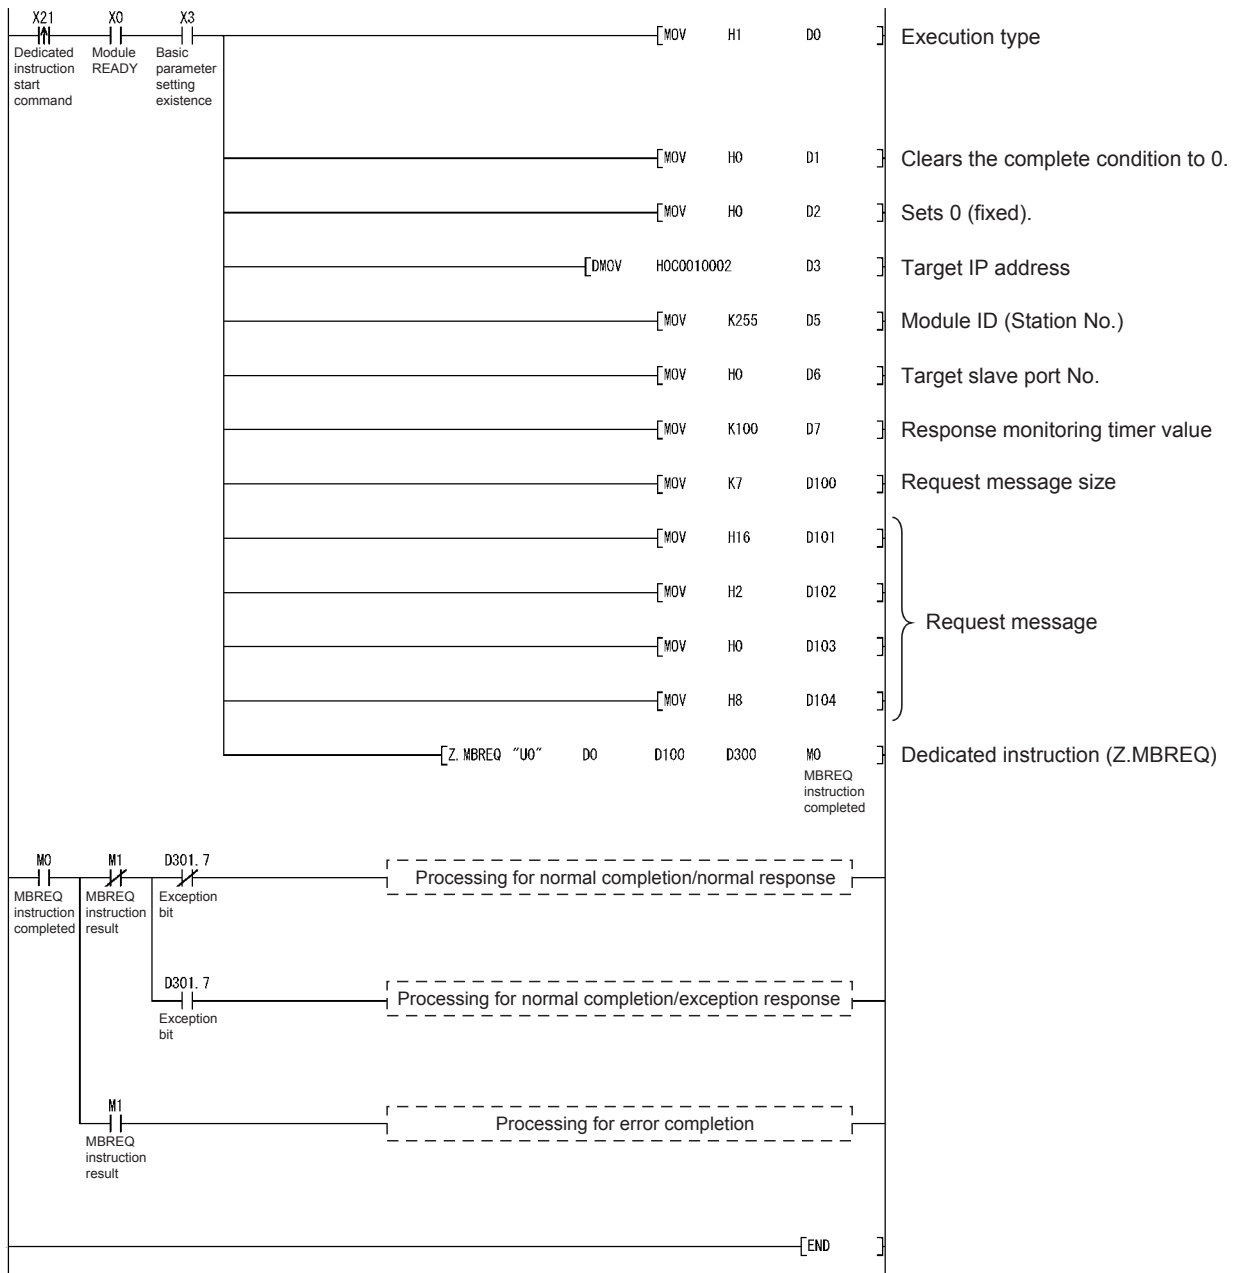 X21 X0 X3
[MOV H1 D0 ] Execution type
Dedicated instruction start command
Module READY
Basic parameter setting existence
[MOV H0 D1 ] Clears the complete condition to 0.
[MOV H0 D2 ] Sets 0 (fixed).
[DMOV H0C0010002 D3 ] Target IP address
[MOV K255 D5 ] Module ID (Station No.)
[MOV H0 D6 ] Target slave port No.
[MOV K100 D7 ] Response monitoring timer value
[MOV K7 D100 ] Request message size
[MOV H16 D101 ]
[MOV H2 D102 ]
Request message
[MOV H0 D103 ]
[MOV H8 D104 ]
[Z.MBREQ "U0" D0 D100 D300 M0 ] Dedicated instruction (Z.MBREQ)
MBREQ instruction completed
M0 M1 D301.7
Processing for normal completion/normal response
MBREQ instruction completed
MBREQ instruction result
Exception bit
D301.7
Processing for normal completion/exception response
Exception bit
M1
Processing for error completion
MBREQ instruction result
[END ]